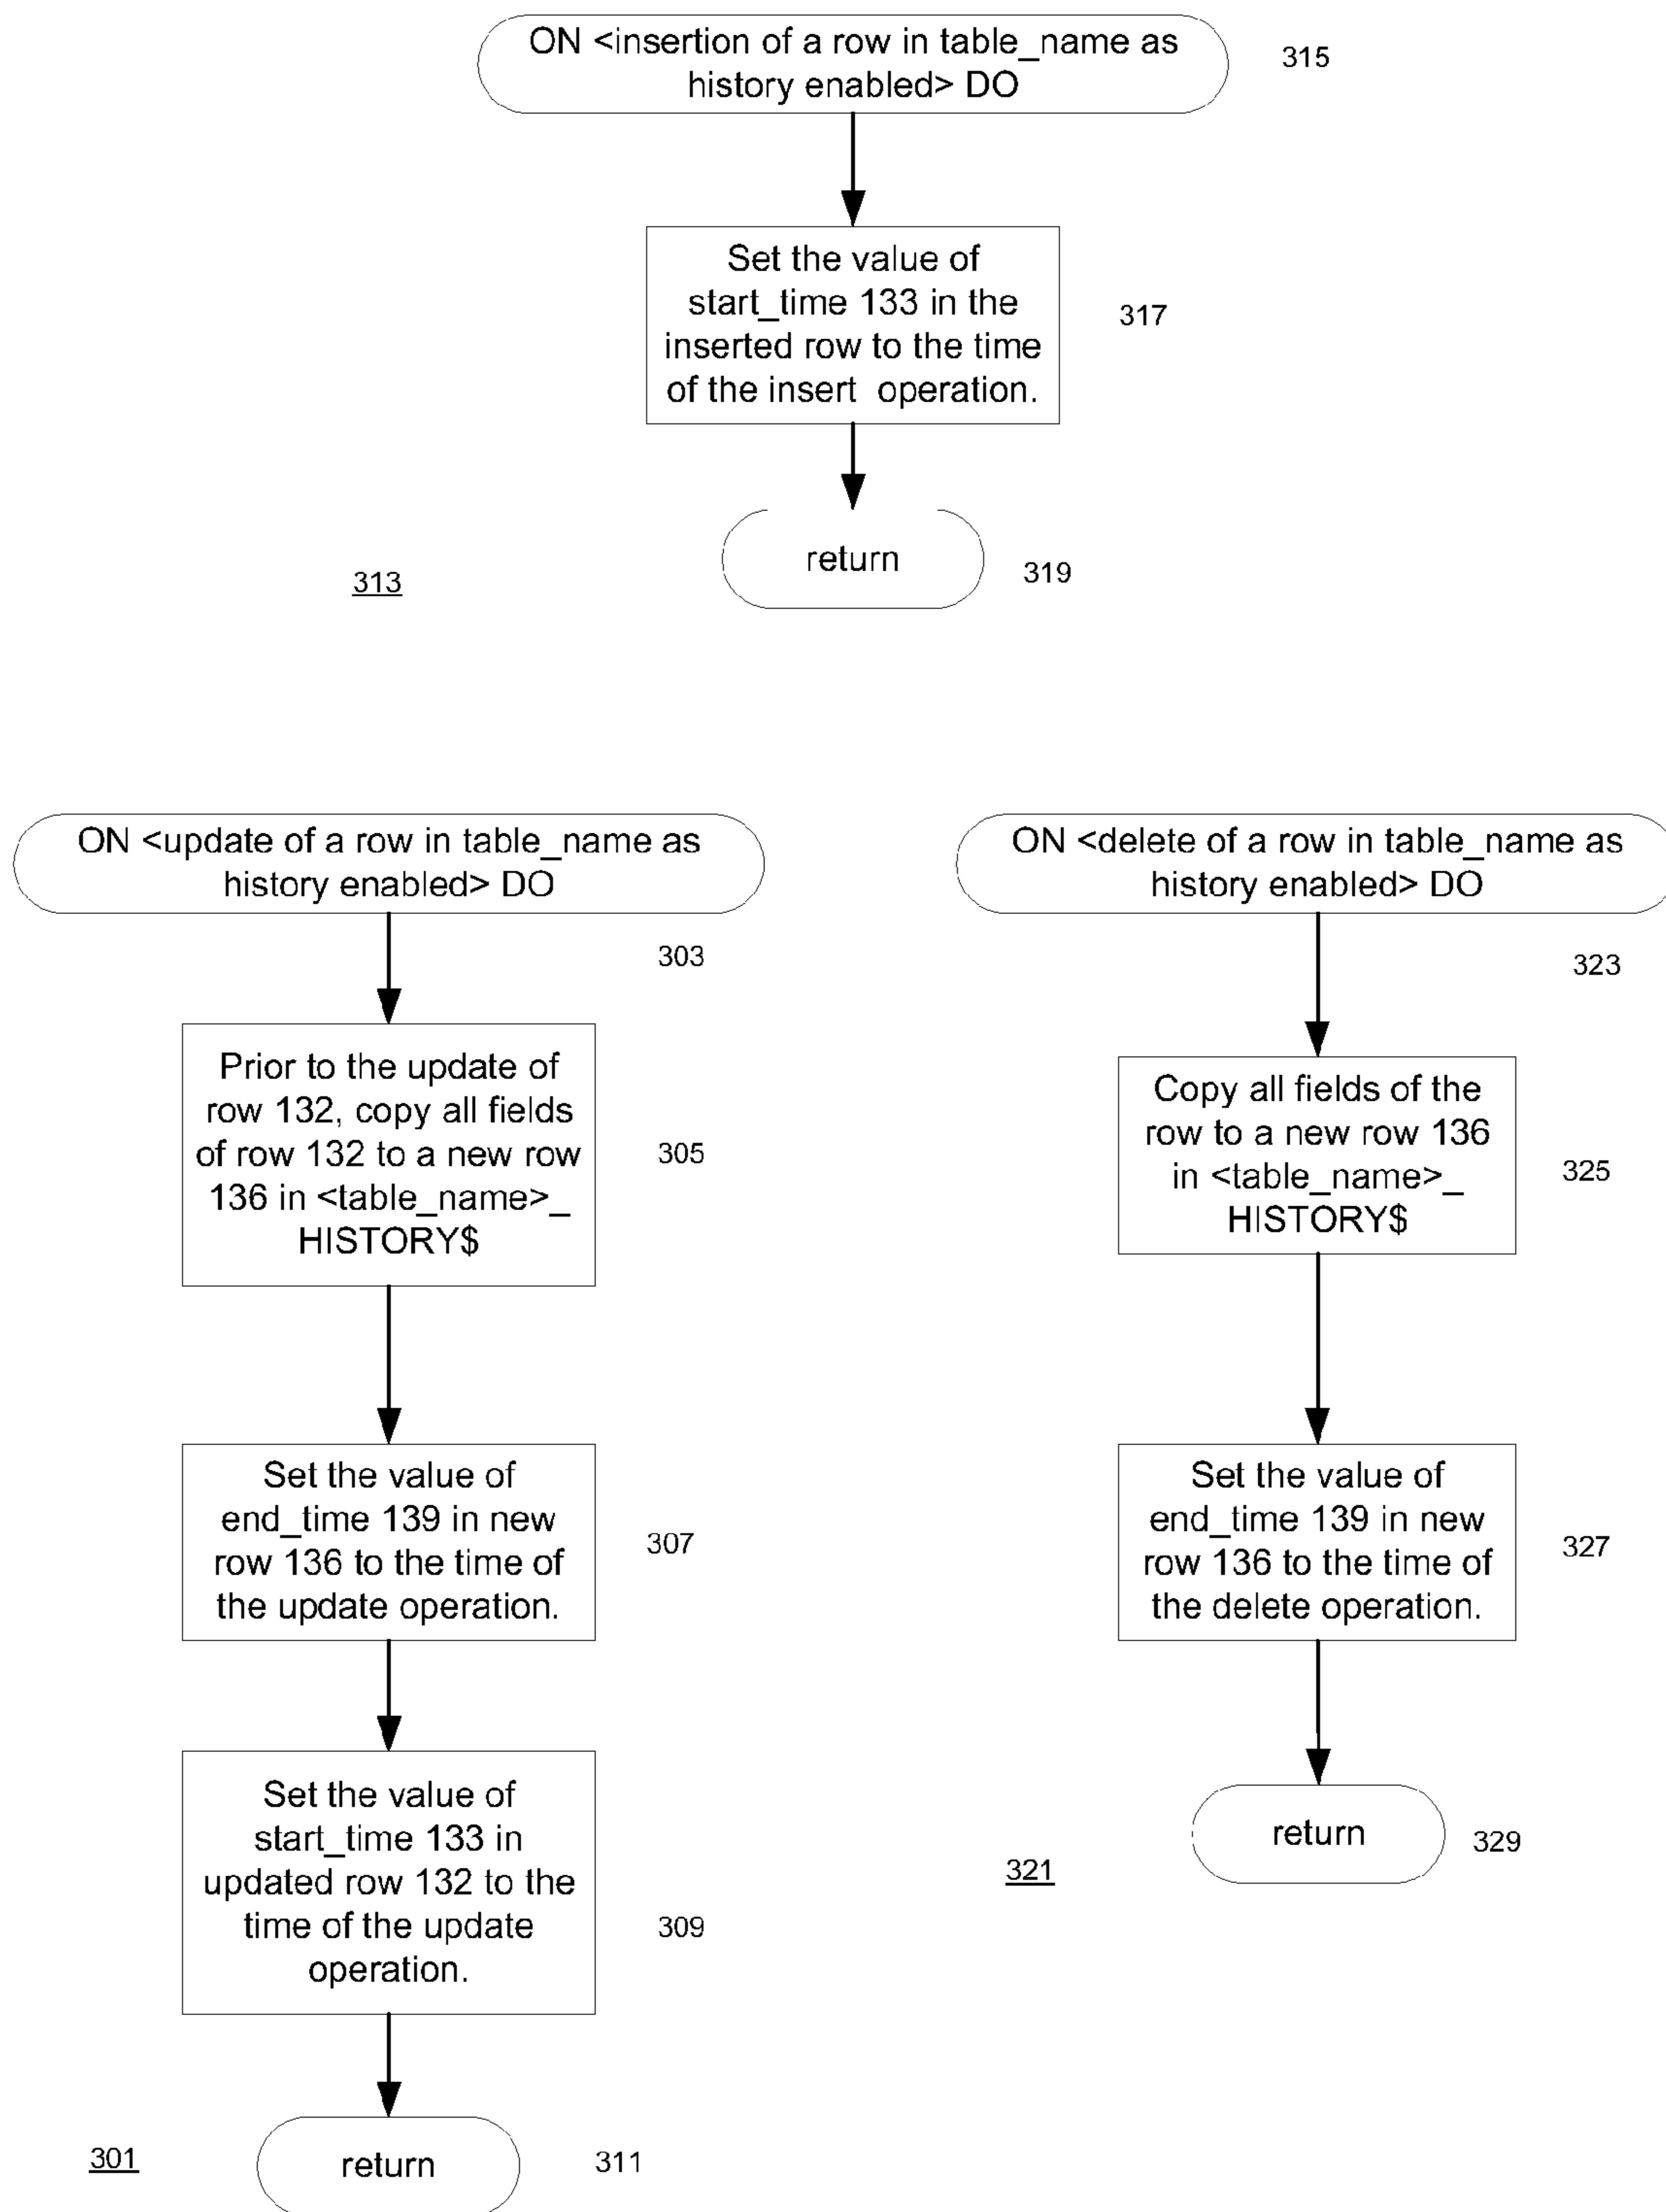 ON <insertion of a row in table_name as
history enabled> DO
315
Set the value of
start_time 133 in the
inserted row to the time
of the insert operation.
317
return
319
313
ON <update of a row in table_name as
history enabled> DO
303
Prior to the update of
row 132, copy all fields
of row 132 to a new row
136 in <table_name>_
HISTORY$
305
Set the value of
end_time 139 in new
row 136 to the time of
the update operation.
307
Set the value of
start_time 133 in
updated row 132 to the
time of the update
operation.
309
return
311
301
ON <delete of a row in table_name as
history enabled> DO
323
Copy all fields of the
row to a new row 136
in <table_name>_
HISTORY$
325
Set the value of
end_time 139 in new
row 136 to the time of
the delete operation.
327
return
329
321